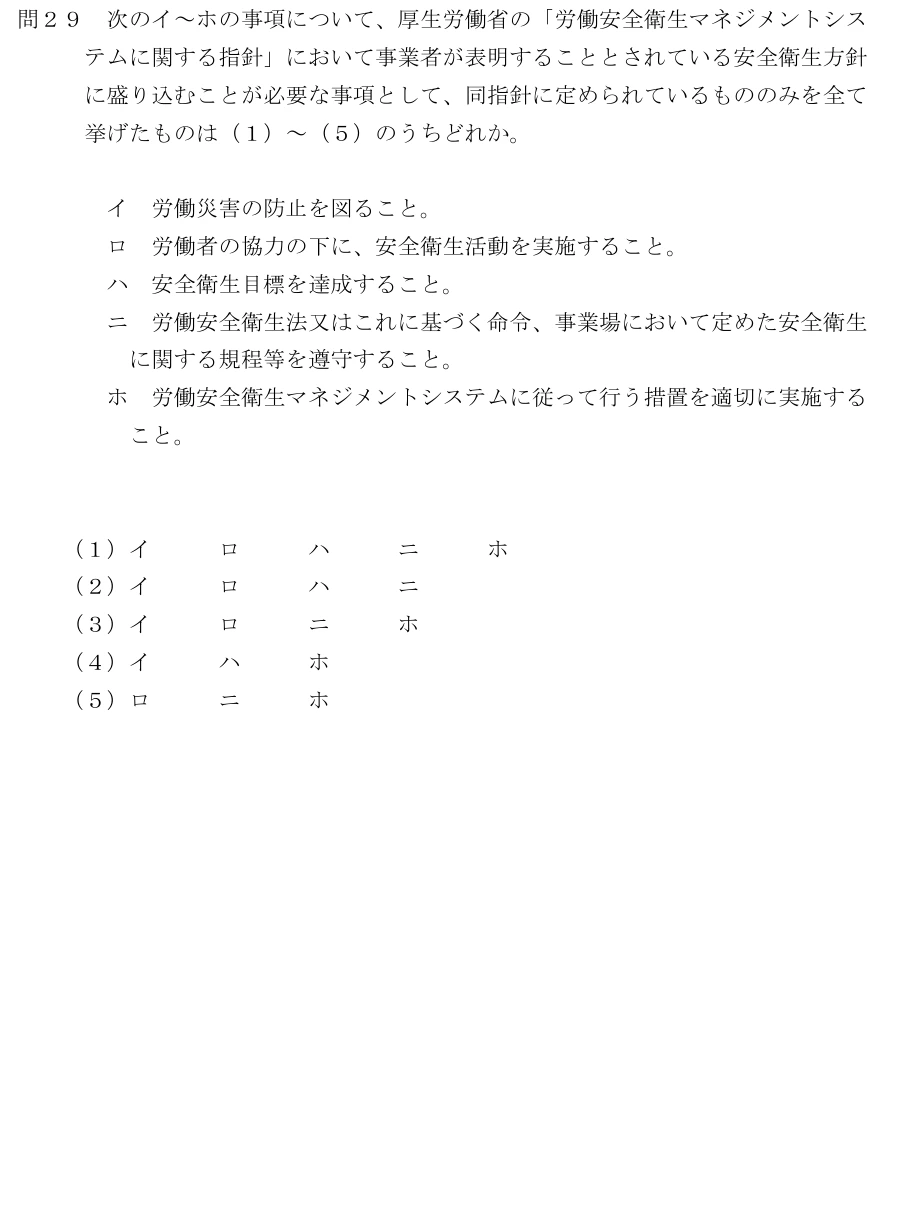 問２９　次のイ～ホの事項について、厚生労働省の「労働安全衛生マネジメントシス
テムに関する指針」において事業者が表明することとされている安全衛生方針
に盛り込むことが必要な事項として、同指針に定められているもののみを全て
挙げたものは（１）～（５）のうちどれか。
イ　労働災害の防止を図ること。
ロ　労働者の協力の下に、安全衛生活動を実施すること。
ハ　安全衛生目標を達成すること。
ニ　労働安全衛生法又はこれに基づく命令、事業場において定めた安全衛生
に関する規程等を遵守すること。
ホ　労働安全衛生マネジメントシステムに従って行う措置を適切に実施する
こと。
（１）イ　　　ロ　　　ハ　　　ニ　　　ホ
（２）イ　　　ロ　　　ハ　　　ニ
（３）イ　　　ロ　　　ニ　　　ホ
（４）イ　　　ハ　　　ホ
（５）ロ　　　ニ　　　ホ